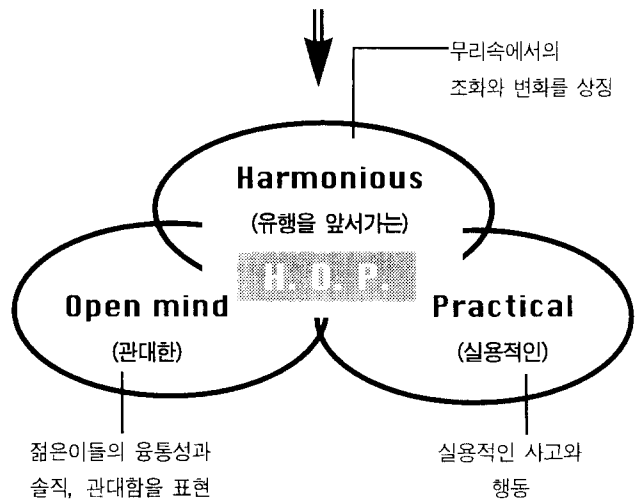 무리속에서의
조화와 변화를 상징
Harmonious
(유행을 앞서가는)
H. O. P.
Open mind
(관대한)
Practical
(실용적인)
젊은이들의 융통성과
솔직, 관대함을 표현
실용적인 사고와
행동